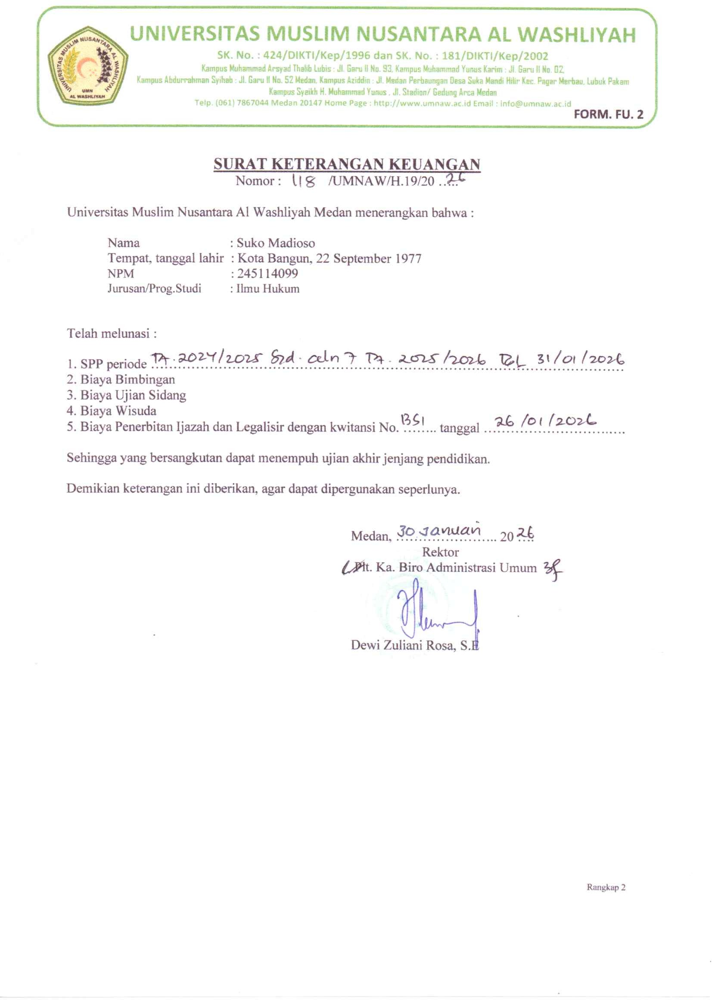 UNIVERSITAS MUSLIM NUSANTARA AL WASHLIYAH
SK. No. : 424/DIKTI/Kep/1996 dan SK. No. : 181/DIKTI/Kep/2002
Kampus Muhammad Arsyad Thalib Lubis : Jl. Garu II No. 93, Kampus Muhammad Yunus Karim : Jl. Garu II No. 02,
Kampus Abdurrahman Syihab : Jl. Garu II No. 52 Medan, Kampus Aziddin : Jl. Medan Perbaungan Desa Suka Mandi Hilir Kec. Pagar Merbau, Lubuk Pakam
Kampus Syeikh H. Muhammad Yunus , Jl. Stadion/ Gedung Arca Medan
Telp. (061) 7867044 Medan 20147 Home Page : http://www.umnaw.ac.id Email : info@umnaw.ac.id
FORM. FU. 2
UNIVERSITAS MUSLIM NUSANTARA AL WASHLIYAH
UMN
AL WASHLIYAH
SURAT KETERANGAN KEUANGAN
Nomor : 118 /UMNAW/H.19/20 26
Universitas Muslim Nusantara Al Washliyah Medan menerangkan bahwa :
Nama : Suko Madioso
Tempat, tanggal lahir : Kota Bangun, 22 September 1977
NPM : 245114099
Jurusan/Prog.Studi : Ilmu Hukum
Telah melunasi :
1. SPP periode TA. 2024/2025 TA. 2025/2026 31/01/2026
2. Biaya Bimbingan
3. Biaya Ujian Sidang
4. Biaya Wisuda
5. Biaya Penerbitan Ijazah dan Legalisir dengan kwitansi No. BSI tanggal 26/01/2026
Sehingga yang bersangkutan dapat menempuh ujian akhir jenjang pendidikan.
Demikian keterangan ini diberikan, agar dapat dipergunakan seperlunya.
Medan, 30 Januari 2026
Rektor
Plt. Ka. Biro Administrasi Umum
Dewi Zuliani Rosa, S.E
Rangkap 2